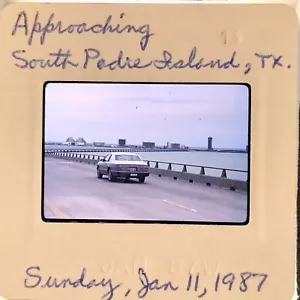 Approaching
South Padre Island, TX.
Sunday, Jan 11, 1987